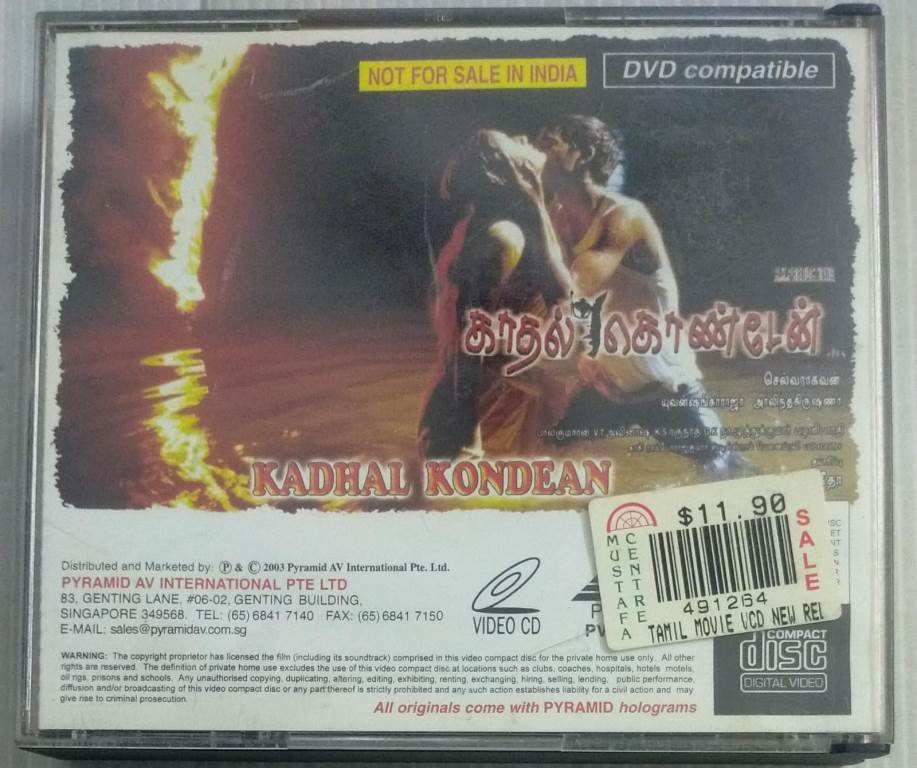 NOT FOR SALE IN INDIA
DVD compatible
காதல் கொண்டேன்
செல்வராகவன்
யுவன்ஷங்கர்ராஜா அரவிந்த்கிருஷ்ணா
KADHAL KONDEAN
$11.90
SALE
MUSTAFA CENTRE
491264
TAMIL MOVIE VCD NEW REL
Distributed and Marketed by: Ⓟ & © 2003 Pyramid AV International Pte. Ltd.
PYRAMID AV INTERNATIONAL PTE LTD
83, GENTING LANE, #06-02, GENTING BUILDING,
SINGAPORE 349568. TEL: (65) 6841 7140 FAX: (65) 6841 7150
E-MAIL: sales@pyramidav.com.sg
VIDEO CD
COMPACT
disc
DIGITAL VIDEO
WARNING: The copyright proprietor has licensed the film (including its soundtrack) comprised in this video compact disc for the private home use only. All other
rights are reserved. The definition of private home use excludes the use of this video compact disc at locations such as clubs, coaches, hospitals, hotels motels,
oil rigs, prisons and schools. Any unauthorised copying, duplicating, altering, editing, exhibiting, renting, exchanging, hiring, selling, lending, public performance,
diffusion and/or broadcasting of this video compact disc or any part thereof is strictly prohibited and any such action establishes liability for a civil action and may
give rise to criminal prosecution.
All originals come with PYRAMID holograms